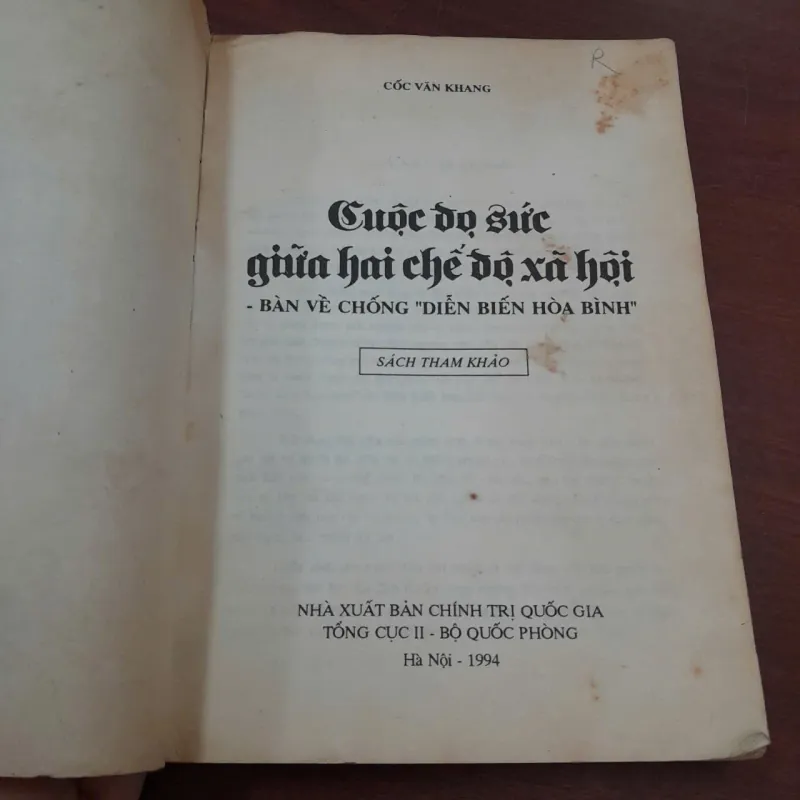 R
CỐC VĂN KHANG
Cuộc đọ sức
giữa hai chế độ xã hội
- BÀN VỀ CHỐNG "DIỄN BIẾN HÒA BÌNH"
SÁCH THAM KHẢO
NHÀ XUẤT BẢN CHÍNH TRỊ QUỐC GIA
TỔNG CỤC II - BỘ QUỐC PHÒNG
Hà Nội - 1994